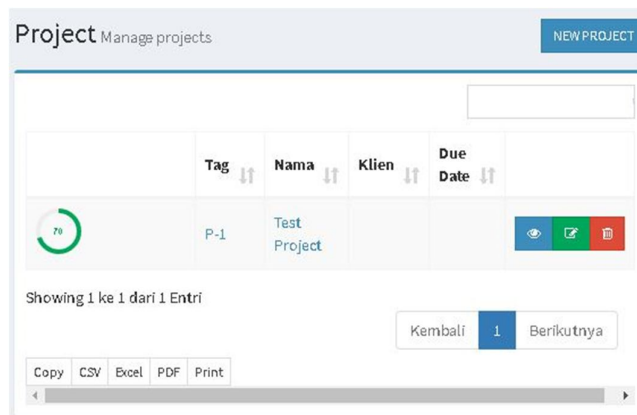 Project Manage projects
NEW PROJECT
Tag Nama Klien Due Date
70 P-1 Test Project
Showing 1 ke 1 dari 1 Entri
Kembali 1 Berikutnya
Copy CSV Excel PDF Print